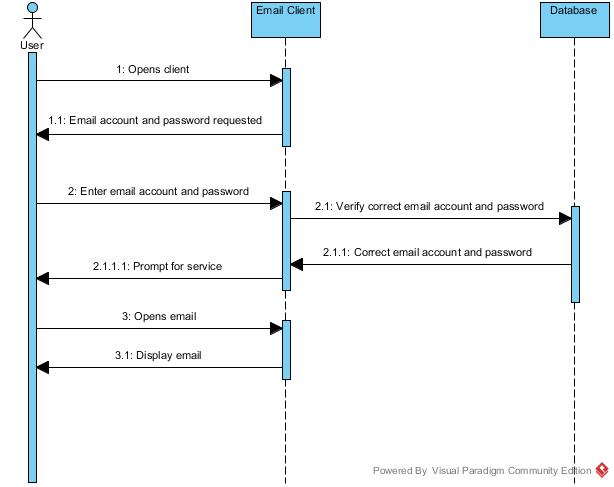 Email Client
Database
User
1: Opens client
1.1: Email account and password requested
2: Enter email account and password
2.1: Verify correct email account and password
2.1.1: Correct email account and password
2.1.1.1: Prompt for service
3: Opens email
3.1: Display email
Powered By Visual Paradigm Community Edition